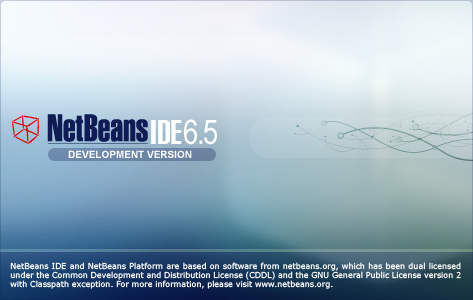 NetBeans IDE 6.5
DEVELOPMENT VERSION
NetBeans IDE and NetBeans Platform are based on software from netbeans.org, which has been dual licensed
under the Common Development and Distribution License (CDDL) and the GNU General Public License version 2
with Classpath exception. For more information, please visit www.netbeans.org.